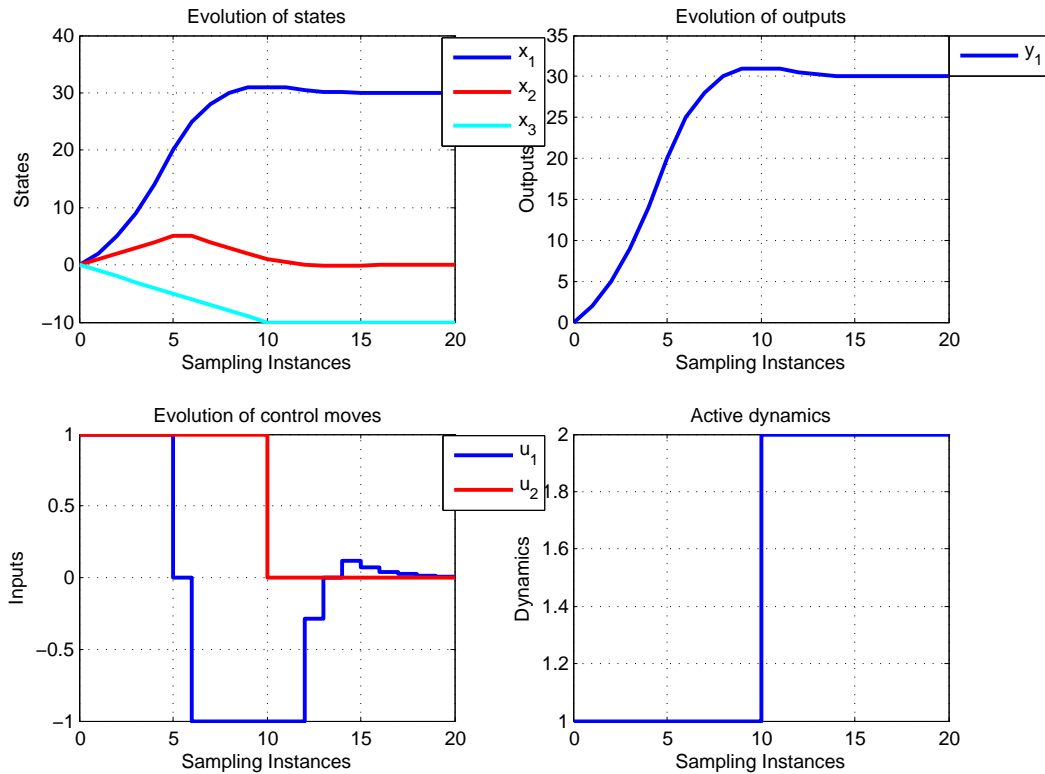 Evolution of states
40
30
20
10
0
−10
0
5
10
15
20
States
Sampling Instances
x1
x2
x3
Evolution of outputs
35
30
25
20
15
10
5
0
0
5
10
15
20
Outputs
Sampling Instances
y1
Evolution of control moves
1
0.5
0
−0.5
−1
0
5
10
15
20
Inputs
Sampling Instances
u1
u2
Active dynamics
2
1.8
1.6
1.4
1.2
1
0
5
10
15
20
Dynamics
Sampling Instances